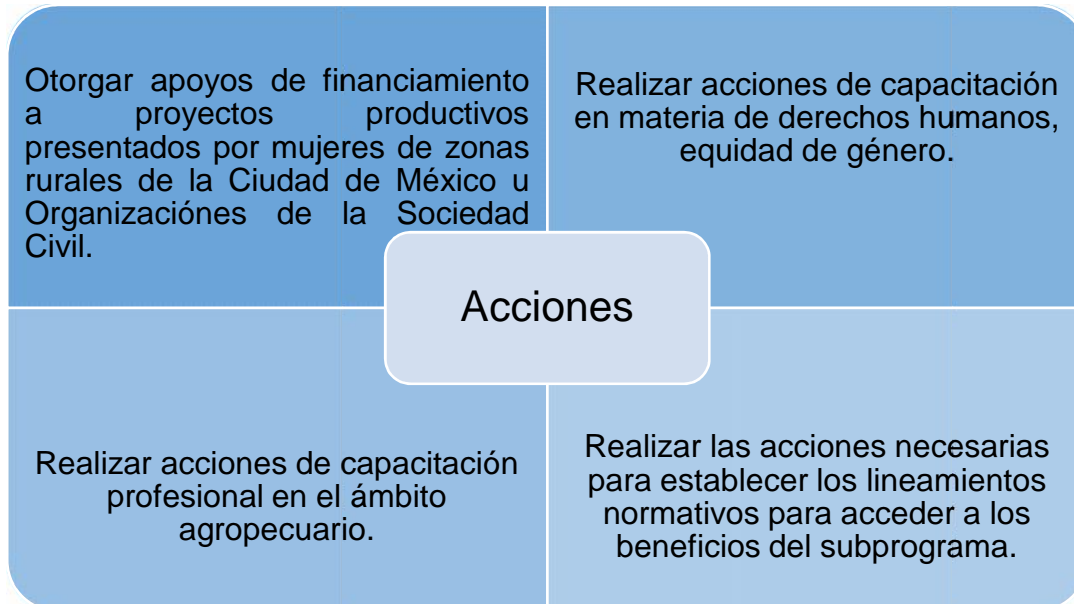 Otorgar apoyos de financiamiento
a proyectos productivos
presentados por mujeres de zonas
rurales de la Ciudad de México u
Organizaciónes de la Sociedad
Civil.
Realizar acciones de capacitación
en materia de derechos humanos,
equidad de género.
Acciones
Realizar acciones de capacitación
profesional en el ámbito
agropecuario.
Realizar las acciones necesarias
para establecer los lineamientos
normativos para acceder a los
beneficios del subprograma.